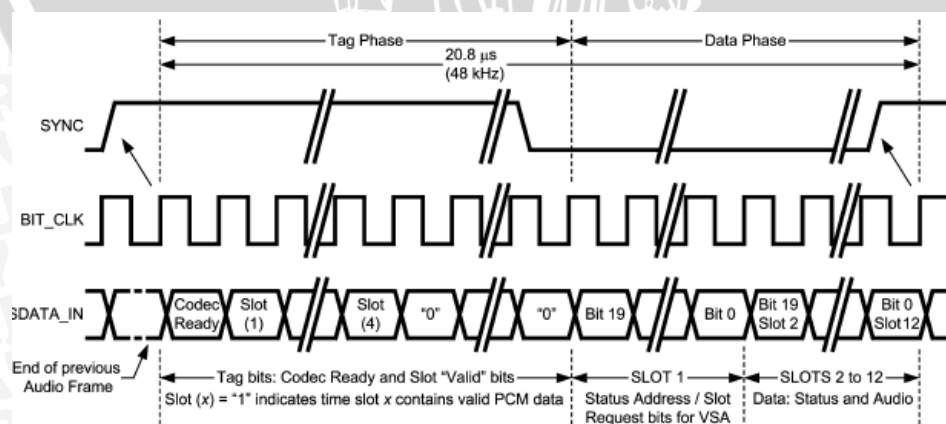 Tag Phase
Data Phase
20.8 μs
(48 kHz)
SYNC
BIT_CLK
SDATA_IN
Codec
Ready
Slot
(1)
Slot
(4)
"0"
"0"
Bit 19
Bit 0
Bit 19
Slot 2
Bit 0
Slot12
End of previous
Audio Frame
Tag bits: Codec Ready and Slot "Valid" bits
Slot (x) = "1" indicates time slot x contains valid PCM data
SLOT 1
Status Address / Slot
Request bits for VSA
SLOTS 2 to 12
Data: Status and Audio